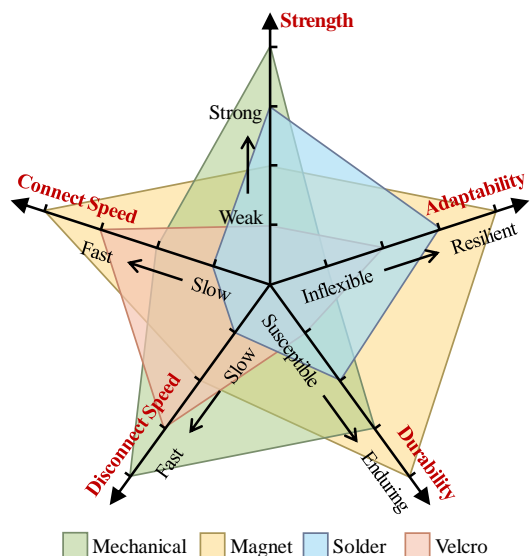 Strength
Strong
Connect Speed
Adaptability
Weak
Fast
Resilient
Slow
Inflexible
Susceptible
Slow
Disconnect Speed
Durability
Fast
Enduring
Mechanical Magnet Solder Velcro